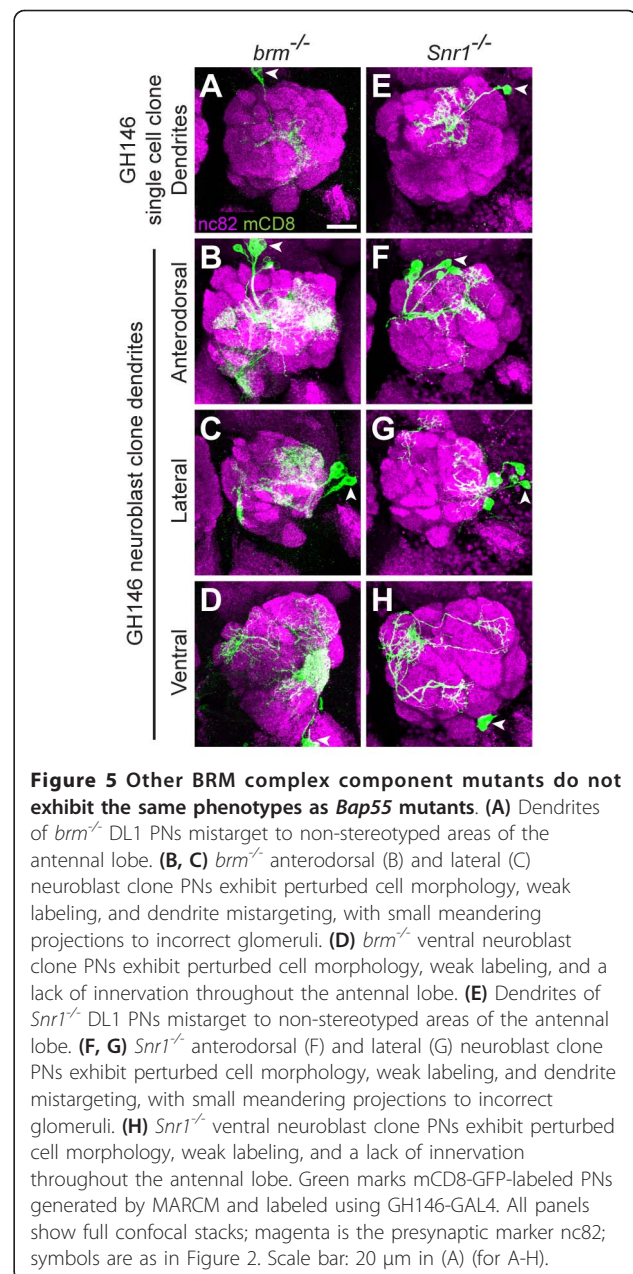 brm-/- Snr1-/-
GH146
single cell clone
Dendrites
GH146 neuroblast clone dendrites
Anterodorsal
Lateral
Ventral
A
nc82 mCD8
E
B
F
C
G
D
H
Figure 5 Other BRM complex component mutants do not
exhibit the same phenotypes as Bap55 mutants. (A) Dendrites
of brm-/- DL1 PNs mistarget to non-stereotyped areas of the
antennal lobe. (B, C) brm-/- anterodorsal (B) and lateral (C)
neuroblast clone PNs exhibit perturbed cell morphology, weak
labeling, and dendrite mistargeting, with small meandering
projections to incorrect glomeruli. (D) brm-/- ventral neuroblast
clone PNs exhibit perturbed cell morphology, weak labeling, and a
lack of innervation throughout the antennal lobe. (E) Dendrites of
Snr1-/- DL1 PNs mistarget to non-stereotyped areas of the antennal
lobe. (F, G) Snr1-/- anterodorsal (F) and lateral (G) neuroblast clone
PNs exhibit perturbed cell morphology, weak labeling, and dendrite
mistargeting, with small meandering projections to incorrect
glomeruli. (H) Snr1-/- ventral neuroblast clone PNs exhibit perturbed
cell morphology, weak labeling, and a lack of innervation
throughout the antennal lobe. Green marks mCD8-GFP-labeled PNs
generated by MARCM and labeled using GH146-GAL4. All panels
show full confocal stacks; magenta is the presynaptic marker nc82;
symbols are as in Figure 2. Scale bar: 20 μm in (A) (for A-H).